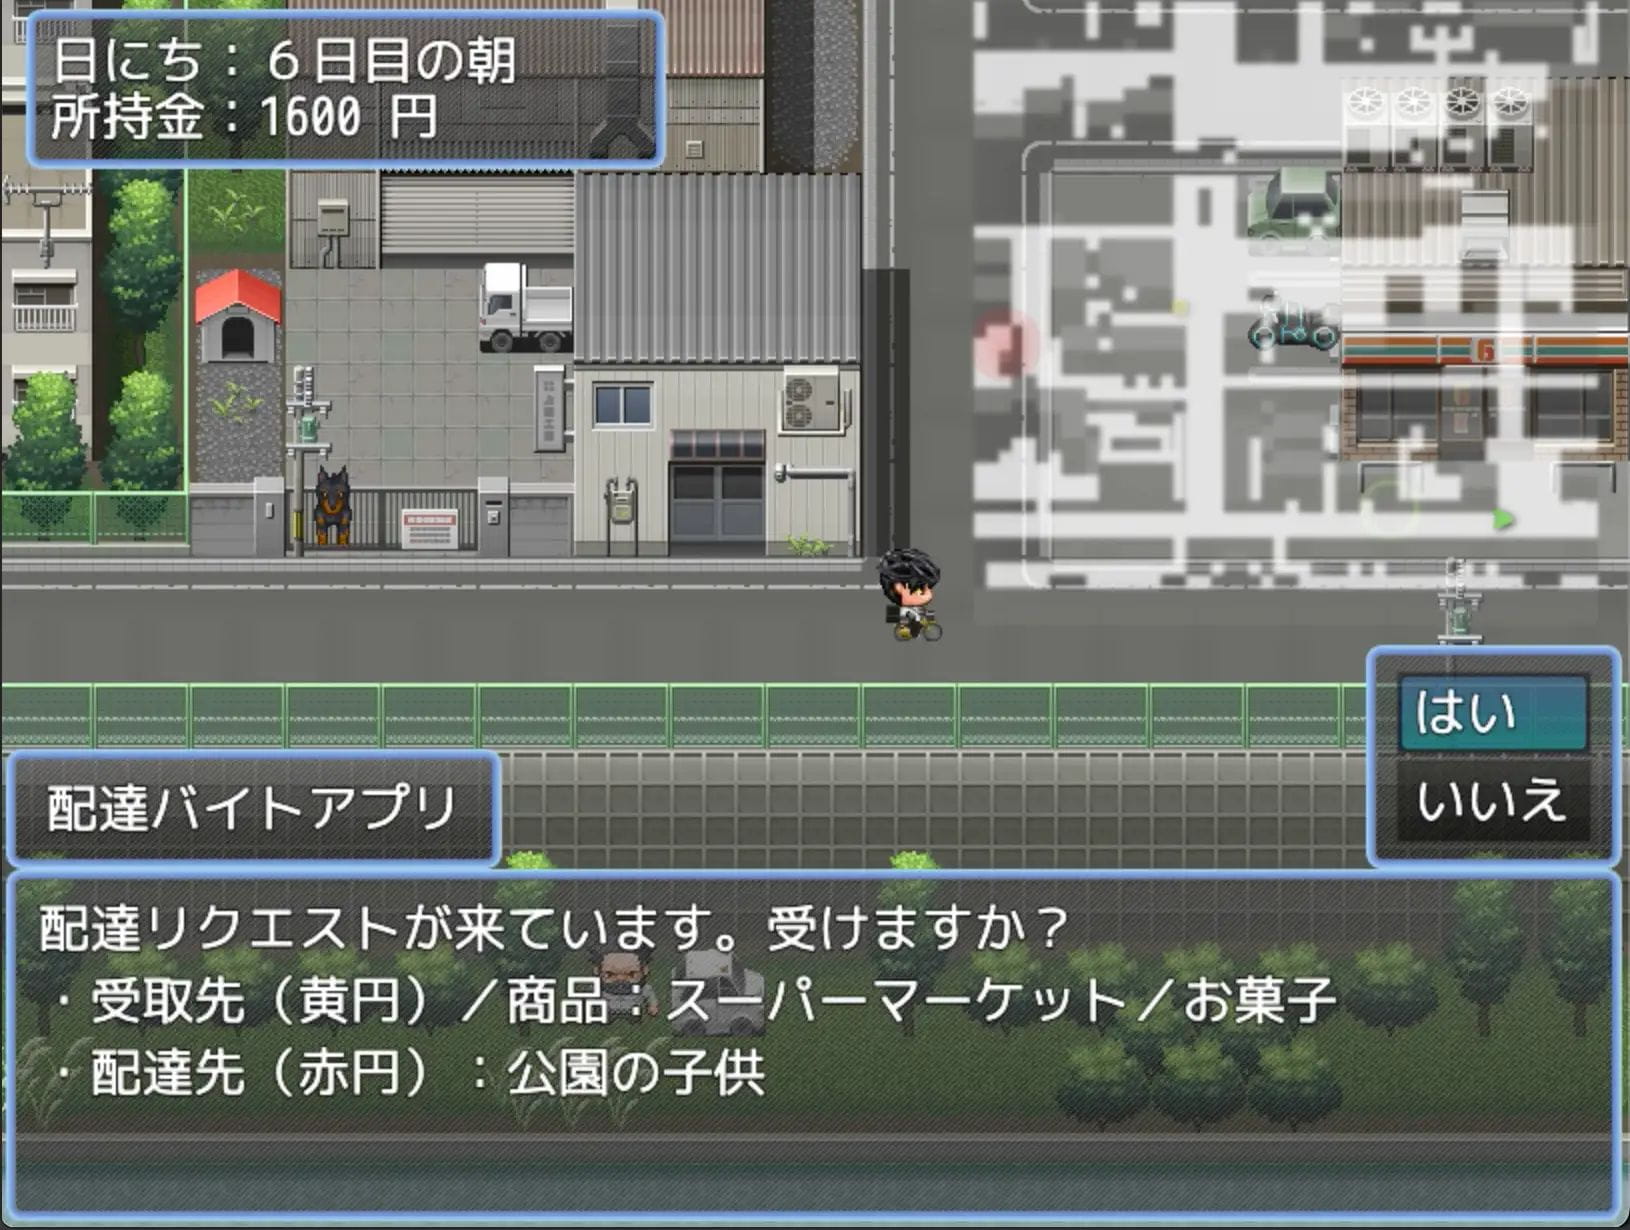 日にち：６日目の朝
所持金：1600 円
6
はい
いいえ
配達バイトアプリ
配達リクエストが来ています。受けますか？
・受取先（黄円）／商品：スーパーマーケット／お菓子
・配達先（赤円）：公園の子供